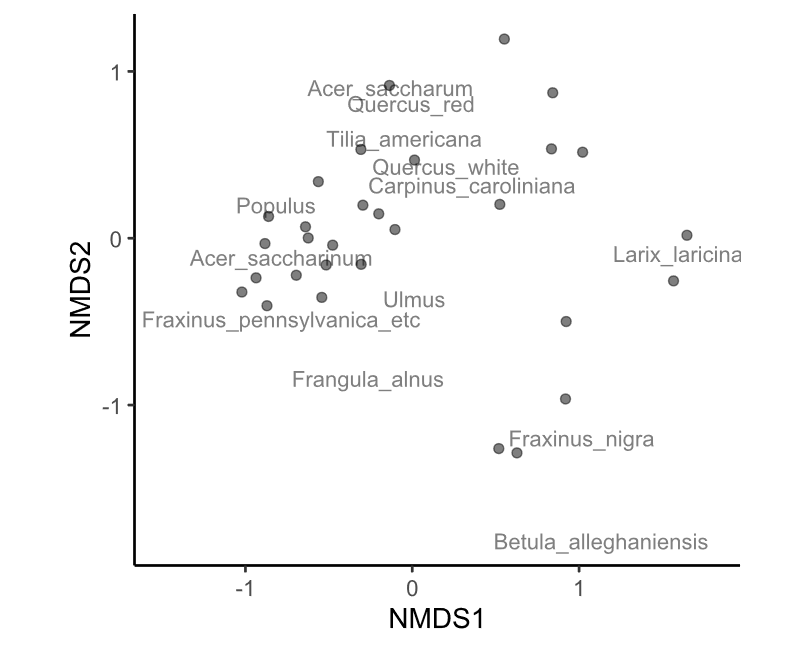 1
Acer_saccharum
Quercus_red
Tilia_americana
Quercus_white
Carpinus_caroliniana
Populus
0
Larix_laricina
Acer_saccharinum
NMDS2
Ulmus
Fraxinus_pennsylvanica_etc
Frangula_alnus
-1
Fraxinus_nigra
Betula_alleghaniensis
-1 0 1
NMDS1